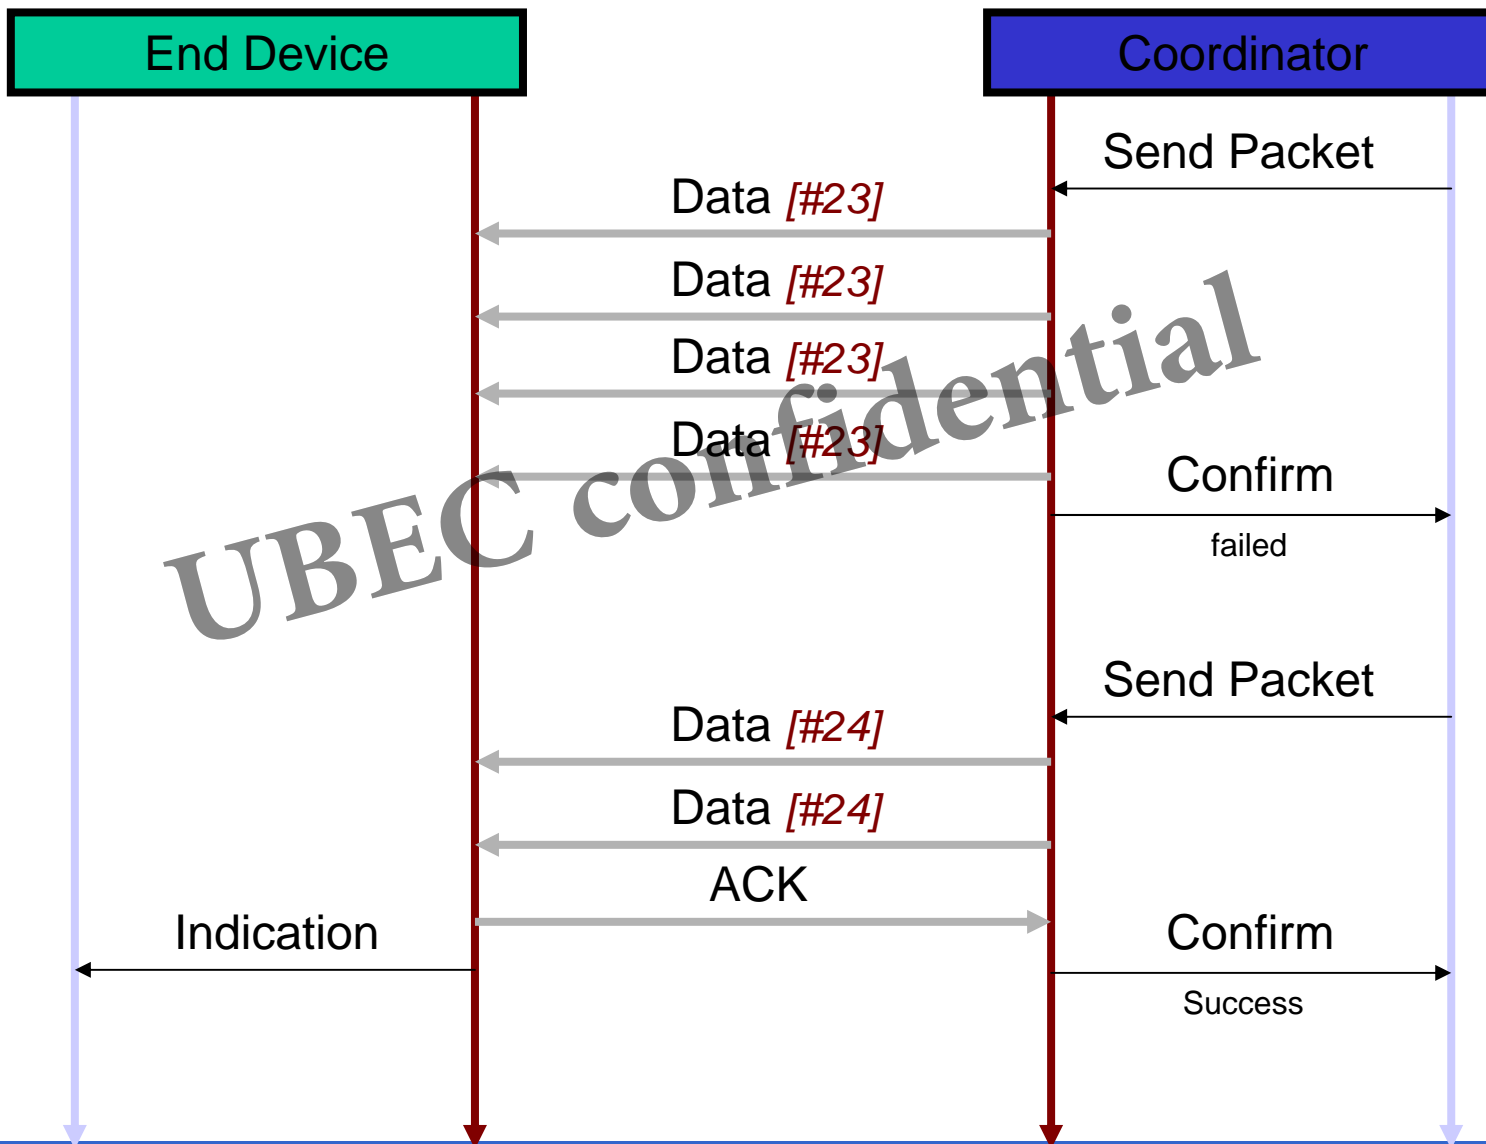 End Device
Coordinator
Send Packet
Data [#23]
Data [#23]
Data [#23]
Data [#23]
Confirm
failed
UBEC confidential
Send Packet
Data [#24]
Data [#24]
ACK
Indication
Confirm
Success